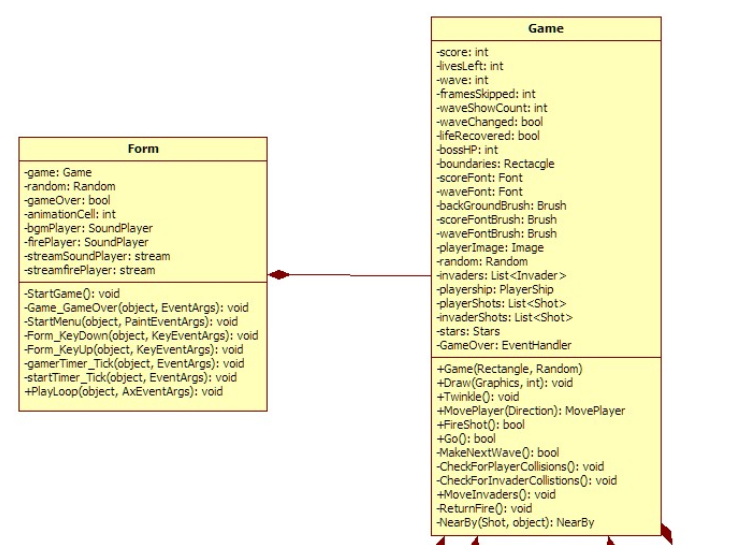 Form
-game: Game
-random: Random
-gameOver: bool
-animationCell: int
-bgmPlayer: SoundPlayer
-firePlayer: SoundPlayer
-streamSoundPlayer: stream
-streamfirePlayer: stream
-StartGame(): void
-Game_GameOver(object, EventArgs): void
-StartMenu(object, PaintEventArgs): void
-Form_KeyDown(object, KeyEventArgs): void
-Form_KeyUp(object, KeyEventArgs): void
-gamerTimer_Tick(object, EventArgs): void
-startTimer_Tick(object, EventArgs): void
+PlayLoop(object, AxEventArgs): void
Game
-score: int
-livesLeft: int
-wave: int
-framesSkipped: int
-waveShowCount: int
-waveChanged: bool
-lifeRecovered: bool
-bossHP: int
-boundaries: Rectacgle
-scoreFont: Font
-waveFont: Font
-backGroundBrush: Brush
-scoreFontBrush: Brush
-waveFontBrush: Brush
-playerImage: Image
-random: Random
-invaders: List<Invader>
-playership: PlayerShip
-playerShots: List<Shot>
-invaderShots: List<Shot>
-stars: Stars
-GameOver: EventHandler
+Game(Rectangle, Random)
+Draw(Graphics, int): void
+Twinkle(): void
+MovePlayer(Direction): MovePlayer
+FireShot(): bool
+Go(): bool
-MakeNextWave(): bool
-CheckForPlayerCollisions(): void
-CheckForInvaderCollistions(): void
+MoveInvaders(): void
-ReturnFire(): void
-NearBy(Shot, object): NearBy